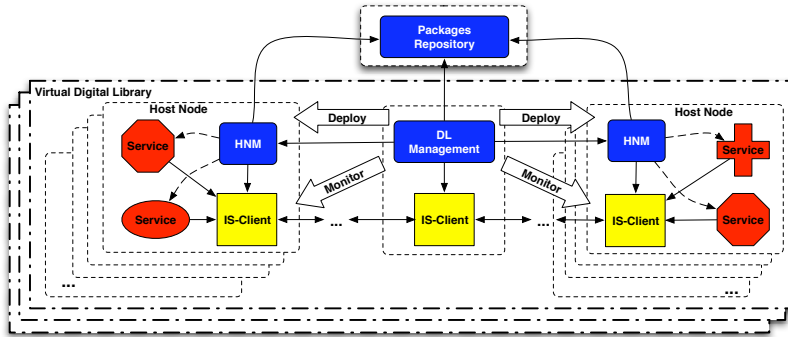 Packages
Repository
Virtual Digital Library
Host Node
Host Node
Deploy
Deploy
Service
HNM
DL
Management
HNM
Service
Monitor
Monitor
Service
IS-Client
...
IS-Client
...
IS-Client
Service
...
...